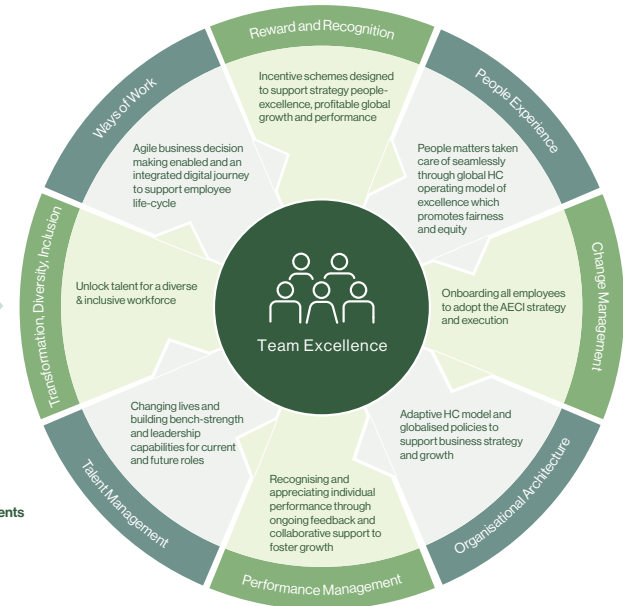 Reward and Recognition
Incentive schemes designed
to support strategy people-
excellence, profitable global
growth and performance
People Experience
People matters taken
care of seamlessly
through global HC
operating model of
excellence which
promotes fairness
and equity
Change Management
Onboarding all employees
to adopt the AECI strategy
and execution
Organisational Architecture
Adaptive HC model and
globalised policies to
support business strategy
and growth
Performance Management
Recognising and
appreciating individual
performance through
ongoing feedback and
collaborative support to
foster growth
Talent Management
Changing lives and
building bench-strength
and leadership
capabilities for current
and future roles
Transformation, Diversity, Inclusion
Unlock talent for a diverse
& inclusive workforce
Ways of Work
Agile business decision
making enabled and an
integrated digital journey
to support employee
life-cycle
Team Excellence